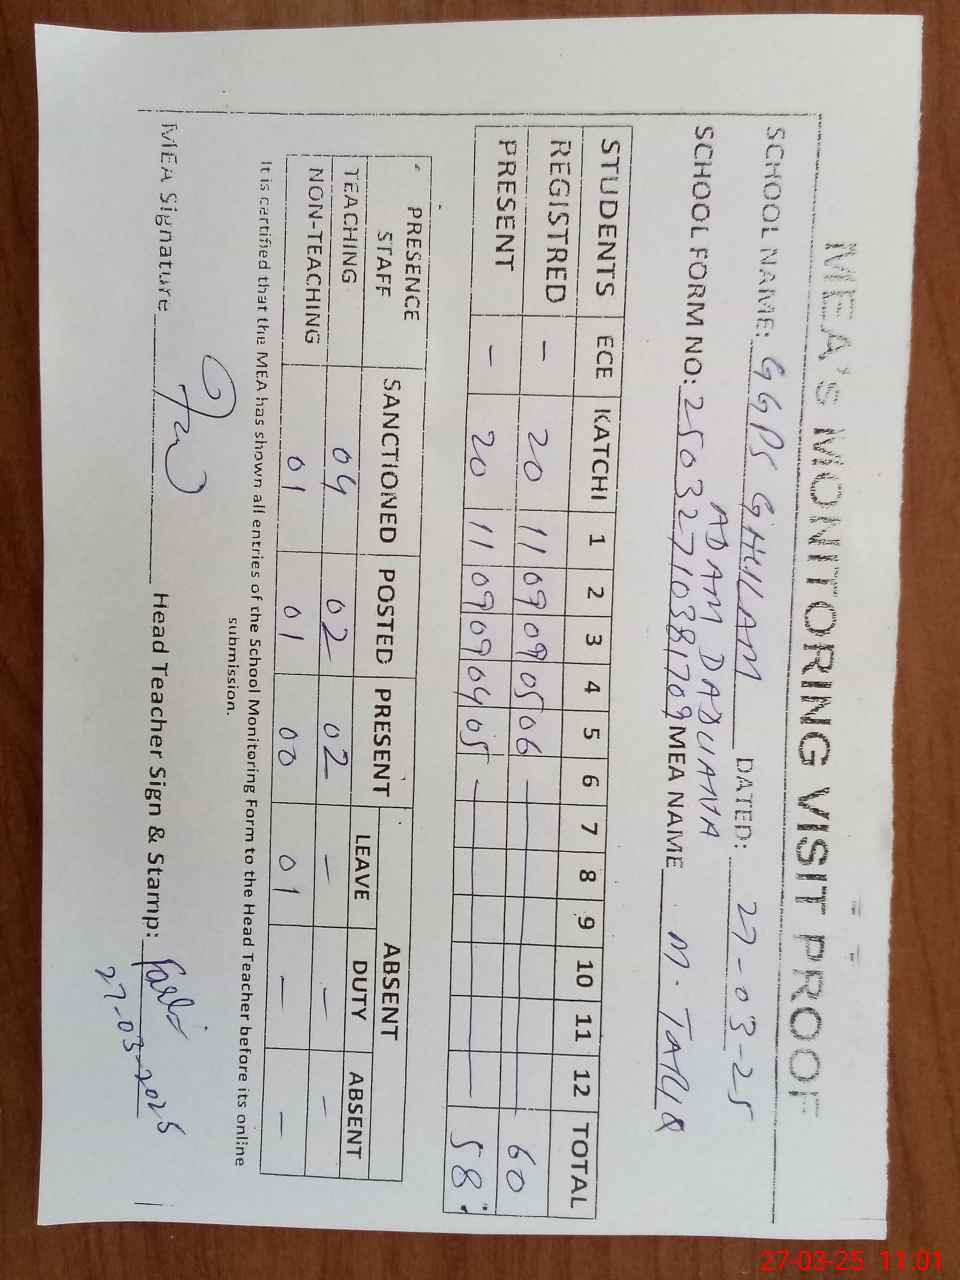 MEA'S MONITORING VISIT PROOF
SCHOOL NAME: GGPS GHULAM DATED: 27-03-25
ADAM DADUANA
SCHOOL FORM NO: 25032710381709 MEA NAME M. TARIQ
STUDENTS ECE KATCHI 1 2 3 4 5 6 7 8 9 10 11 12 TOTAL
REGISTRED - 20 11 09 09 05 06 - 60
PRESENT - 20 11 09 09 04 05 - 58
PRESENCE STAFF SANCTIONED POSTED PRESENT ABSENT
LEAVE DUTY ABSENT
TEACHING 04 02 02 - - -
NON-TEACHING 01 01 00 01 - -
It is certified that the MEA has shown all entries of the School Monitoring Form to the Head Teacher before its online
submission.
MEA Signature Head Teacher Sign & Stamp:
27-03-2025
27-03-25 11:01